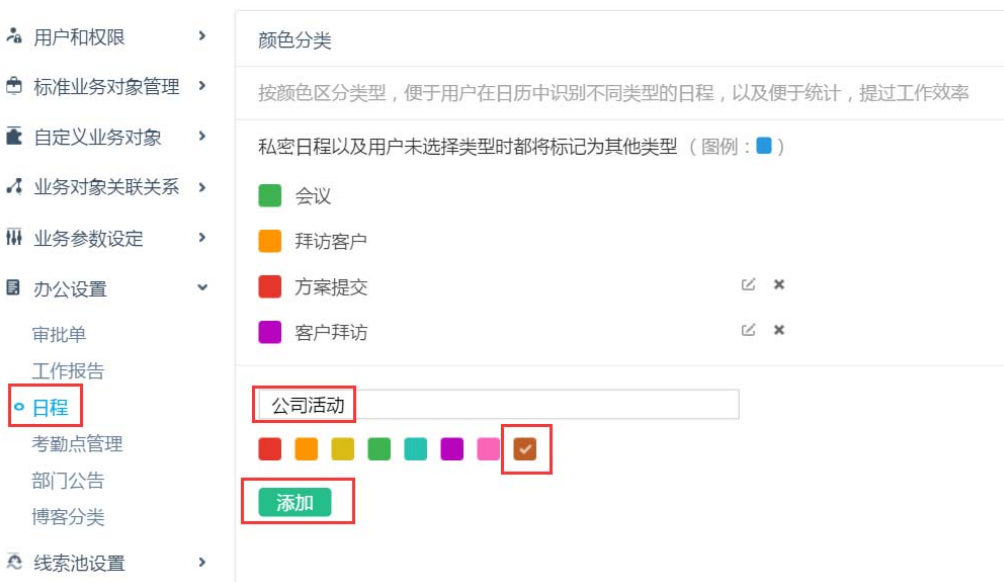 用户和权限
标准业务对象管理
自定义业务对象
业务对象关联关系
业务参数设定
办公设置
审批单
工作报告
日程
考勤点管理
部门公告
博客分类
线索池设置
颜色分类
按颜色区分类型，便于用户在日历中识别不同类型的日程，以及便于统计，提过工作效率
私密日程以及用户未选择类型时都将标记为其他类型（图例：）
会议
拜访客户
方案提交
客户拜访
公司活动
添加